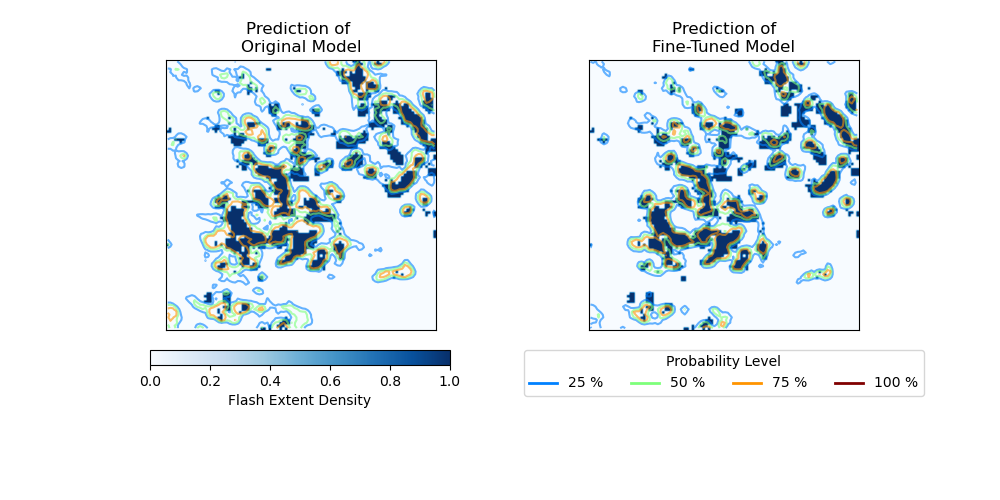 Prediction of
Original Model
Prediction of
Fine-Tuned Model
0.0 0.2 0.4 0.6 0.8 1.0
Flash Extent Density
Probability Level
25 % 50 % 75 % 100 %